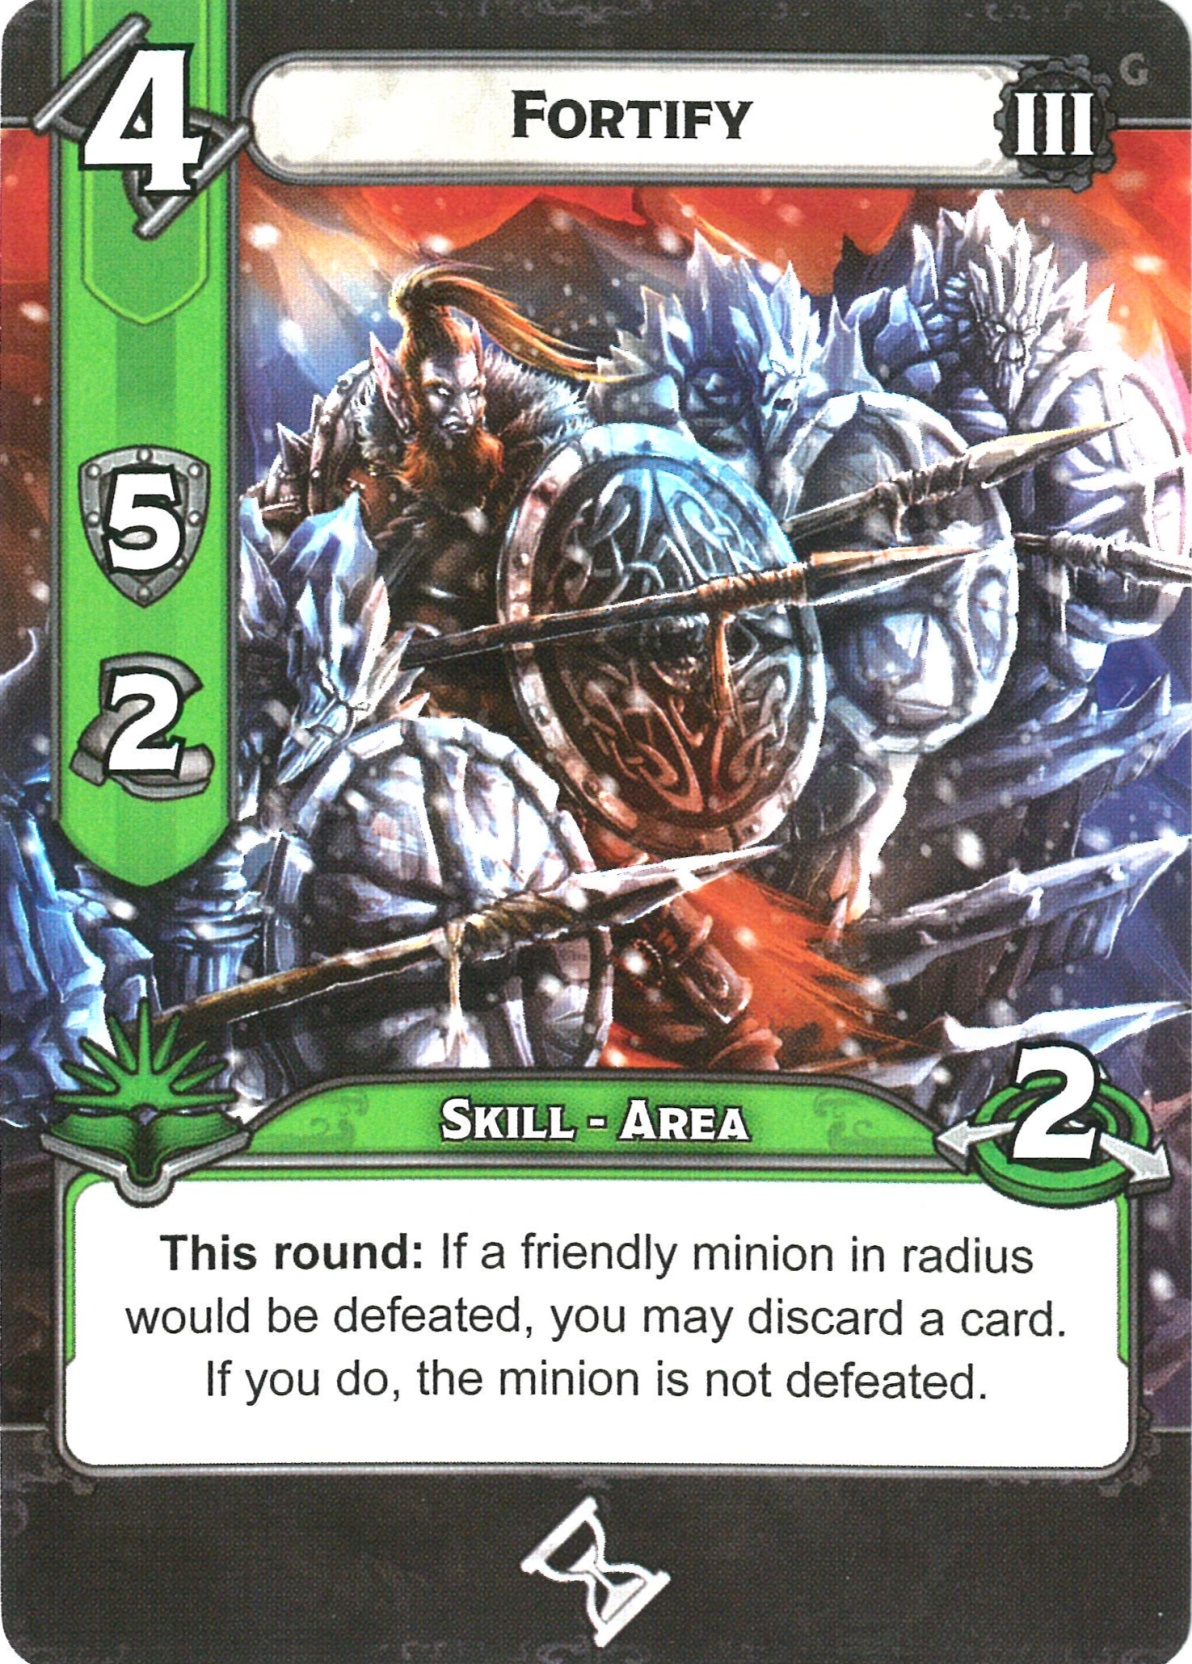 4
FORTIFY
III
G
5
2
SKILL - AREA
2
This round: If a friendly minion in radius
would be defeated, you may discard a card.
If you do, the minion is not defeated.